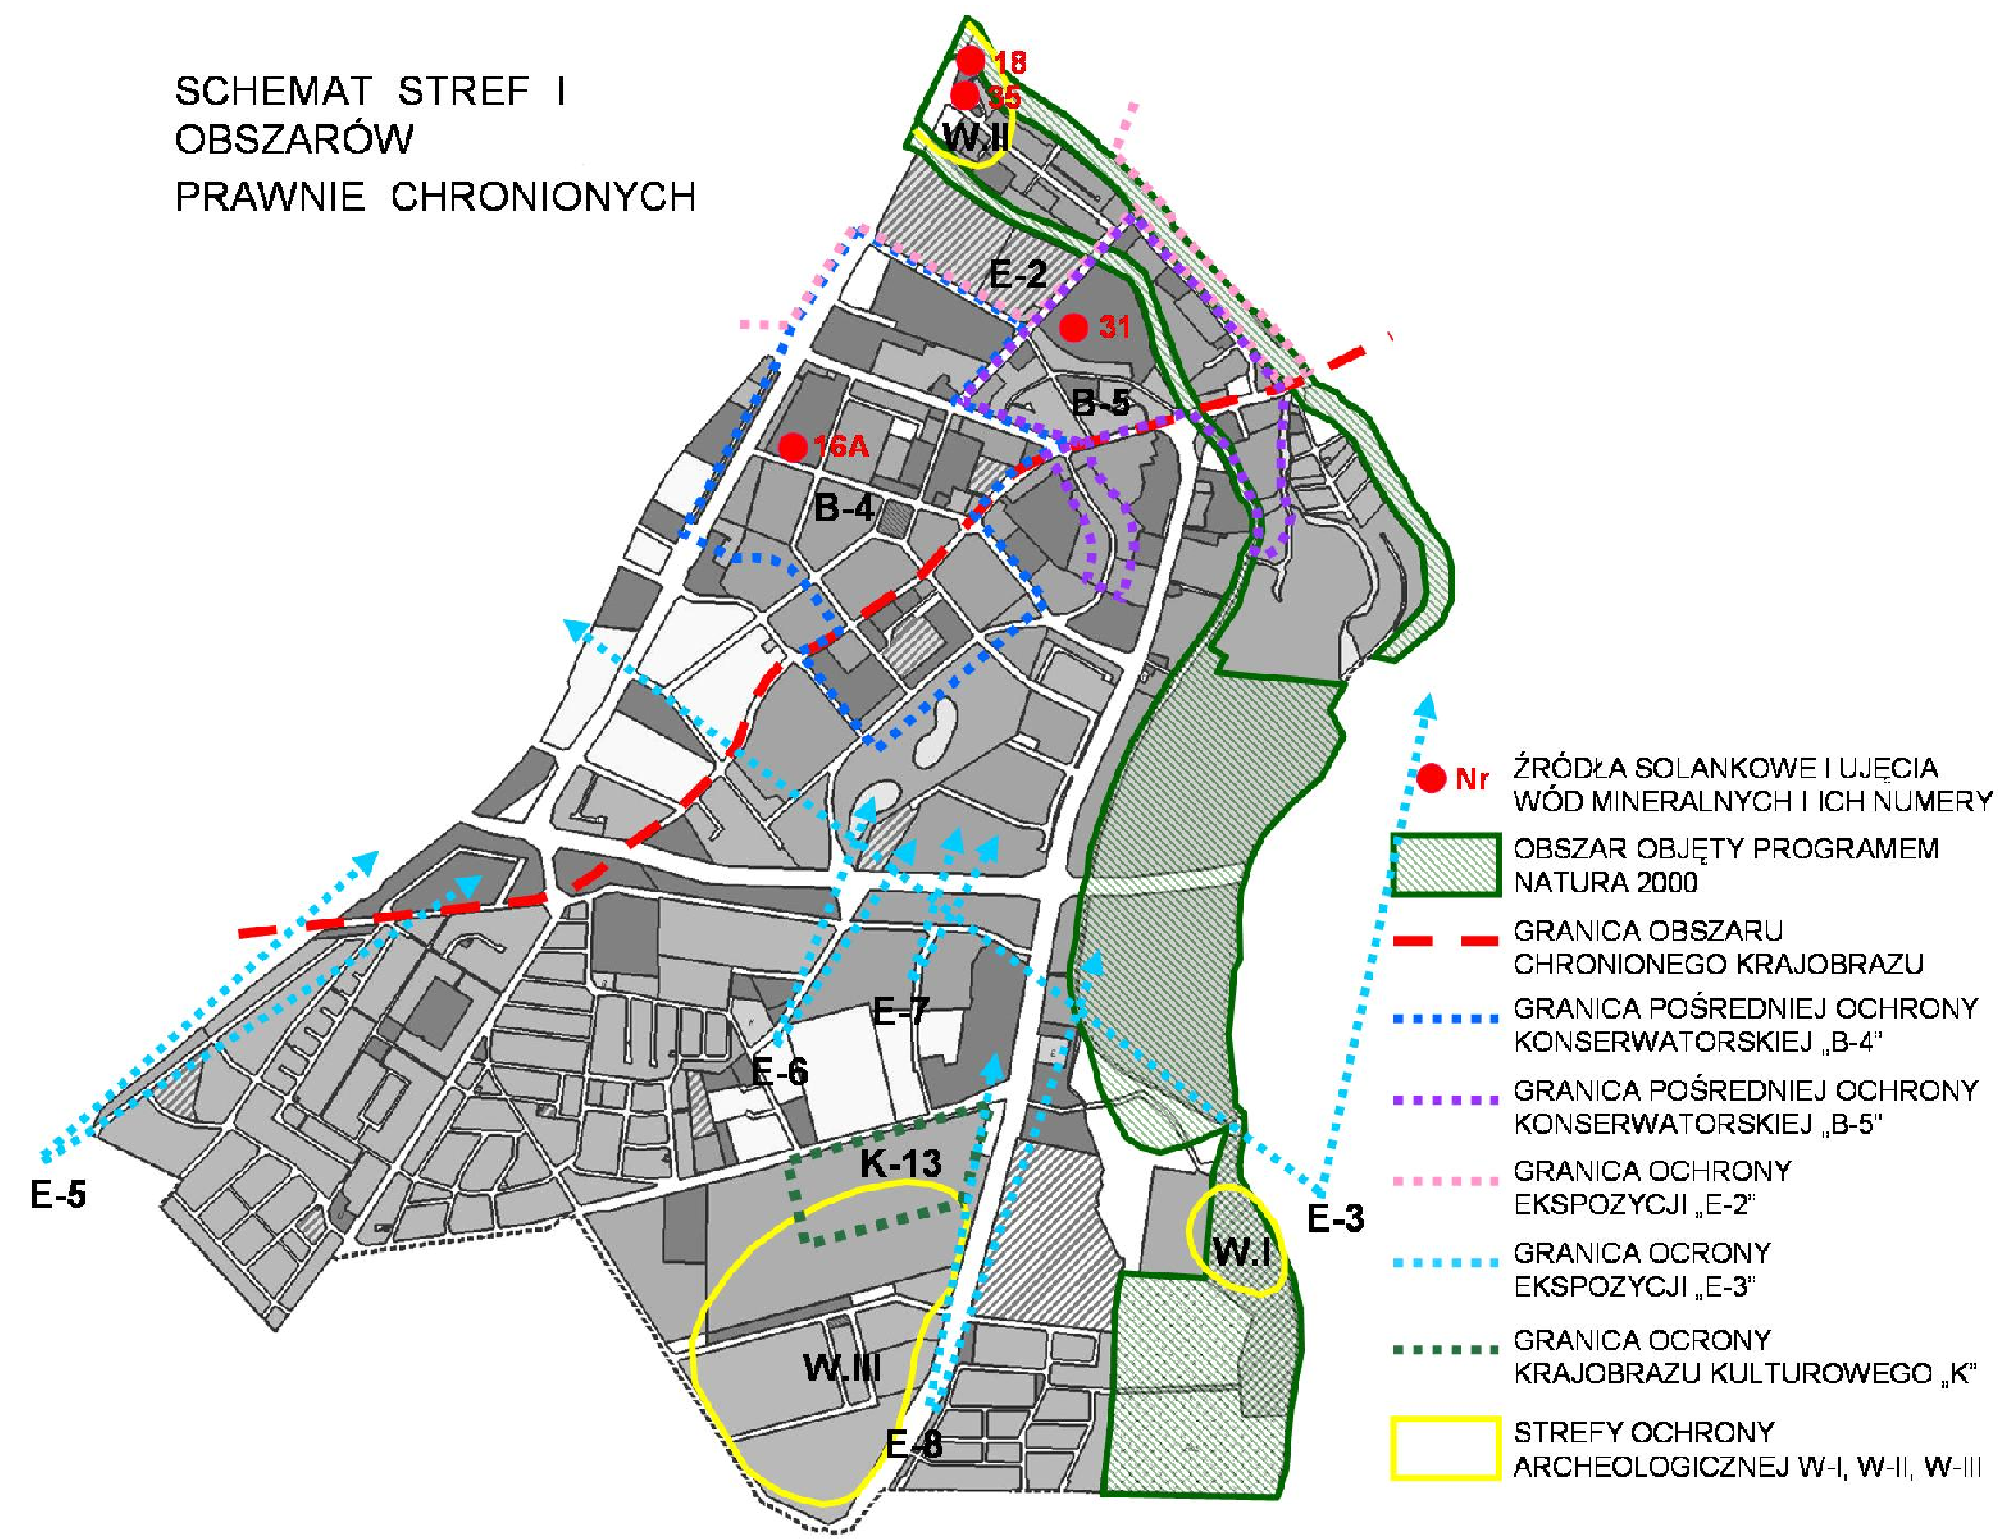 SCHEMAT STREF I
OBSZARÓW
PRAWNIE CHRONIONYCH
18
35
W.II
E-2
31
B-5
16A
B-4
E-7
E-6
K-13
E-5
E-3
W.I
W.III
E-8
Nr
ŹRÓDŁA SOLANKOWE I UJĘCIA
WÓD MINERALNYCH I ICH NUMERY
OBSZAR OBJĘTY PROGRAMEM
NATURA 2000
GRANICA OBSZARU
CHRONIONEGO KRAJOBRAZU
GRANICA POŚREDNIEJ OCHRONY
KONSERWATORSKIEJ „B-4”
GRANICA POŚREDNIEJ OCHRONY
KONSERWATORSKIEJ „B-5”
GRANICA OCHRONY
EKSPOZYCJI „E-2”
GRANICA OCRONY
EKSPOZYCJI „E-3”
GRANICA OCRONY
KRAJOBRAZU KULTUROWEGO „K”
STREFY OCHRONY
ARCHEOLOGICZNEJ W-I, W-II, W-III